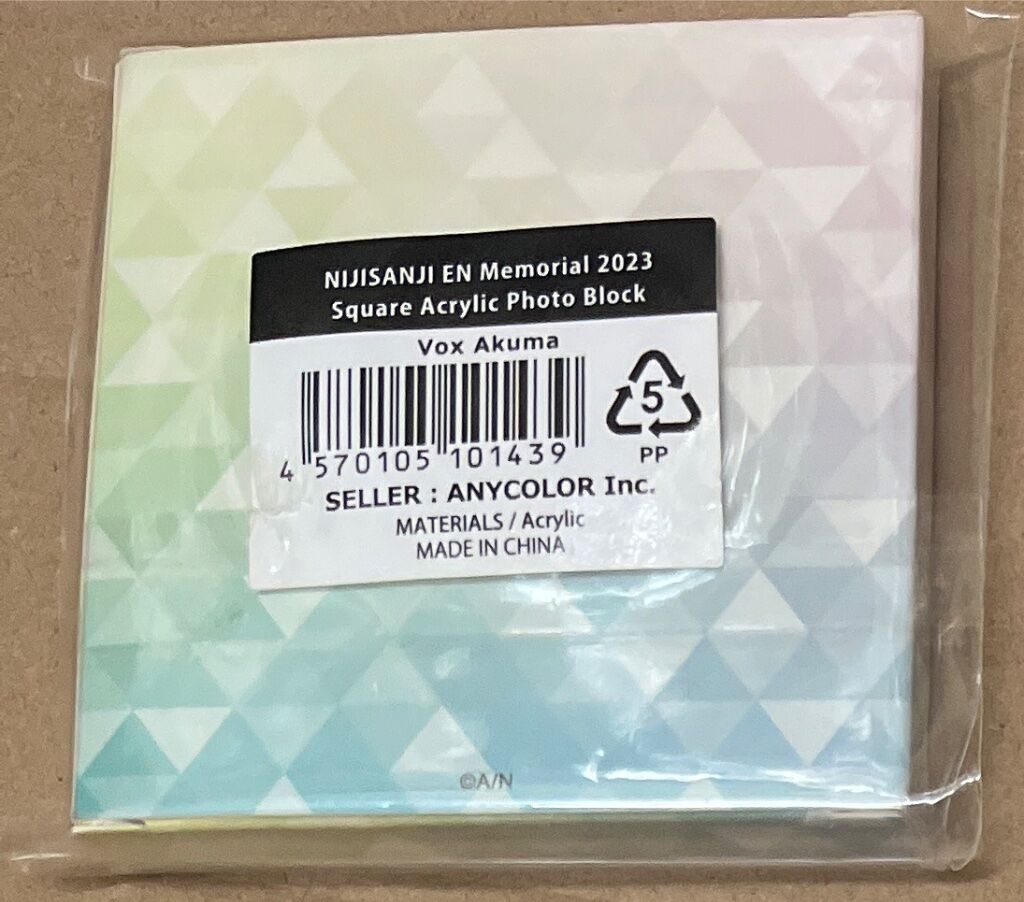 NIJISANJI EN Memorial 2023
Square Acrylic Photo Block
Vox Akuma
5
PP
4 570105 101439
SELLER : ANYCOLOR Inc.
MATERIALS / Acrylic
MADE IN CHINA
©A/N